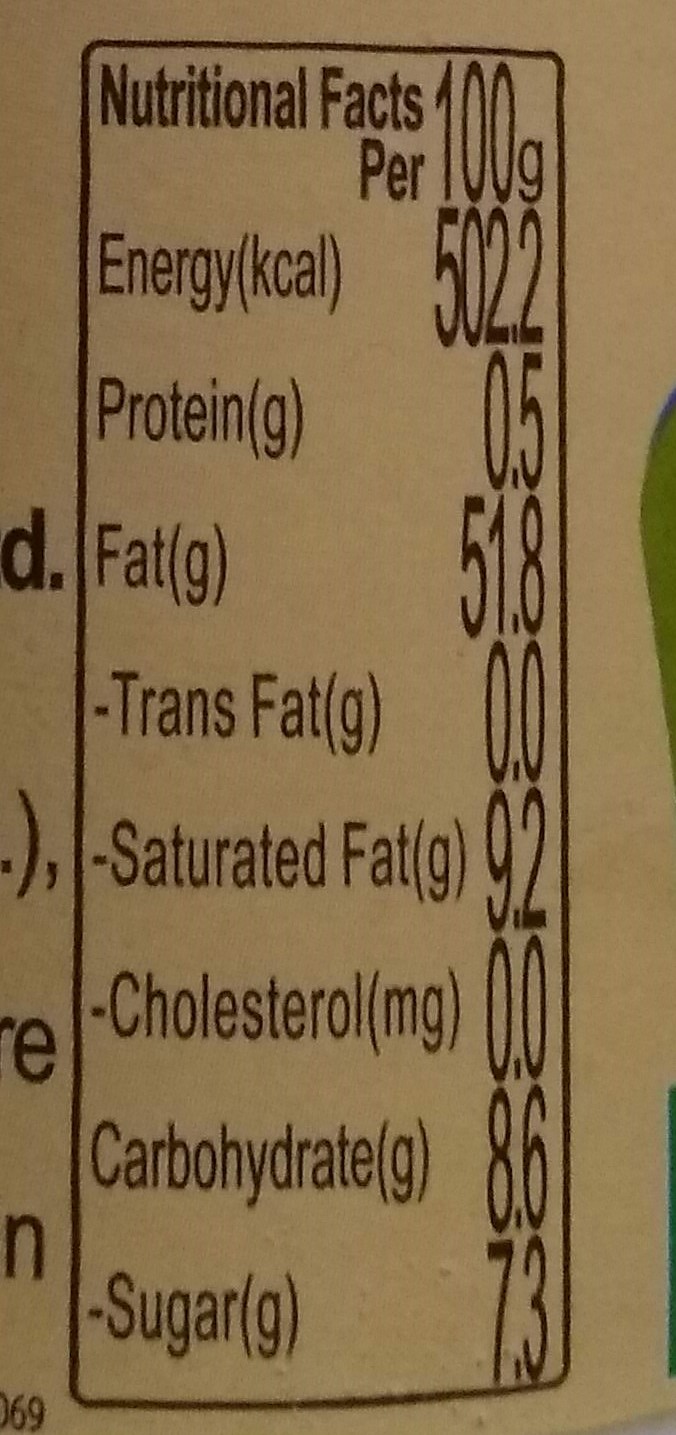 Nutritional Facts 100g
Per
Energy(kcal) 502.2
Protein(g) 0.5
d. Fat(g) 51.8
-Trans Fat(g) 0.0
.), -Saturated Fat(g) 9.2
re -Cholesterol(mg) 0.0
Carbohydrate(g) 8.6
n -Sugar(g) 7.3
069